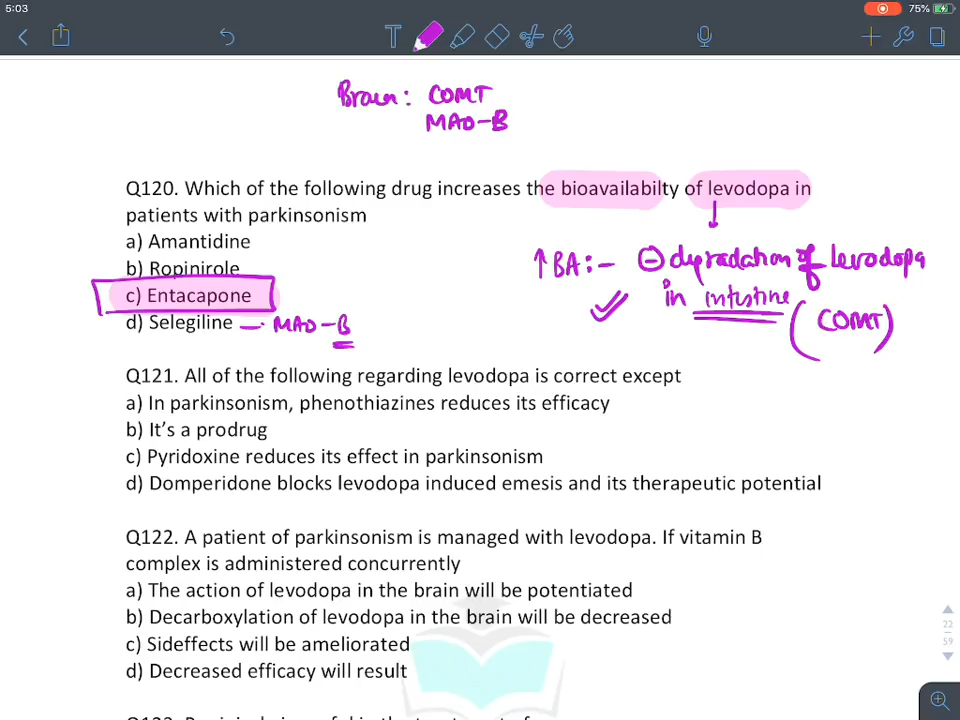 5:03
75%
T
Brain: COMT
MAO-B
Q120. Which of the following drug increases the bioavailabilty of levodopa in
patients with parkinsonism
a) Amantidine
b) Ropinirole
c) Entacapone
d) Selegiline — MAO-B
↑BA:- ⊖ degradation of levodopa
in intestine
(COMT)
Q121. All of the following regarding levodopa is correct except
a) In parkinsonism, phenothiazines reduces its efficacy
b) It's a prodrug
c) Pyridoxine reduces its effect in parkinsonism
d) Domperidone blocks levodopa induced emesis and its therapeutic potential
Q122. A patient of parkinsonism is managed with levodopa. If vitamin B
complex is administered concurrently
a) The action of levodopa in the brain will be potentiated
b) Decarboxylation of levodopa in the brain will be decreased
c) Sideffects will be ameliorated
d) Decreased efficacy will result
22
59